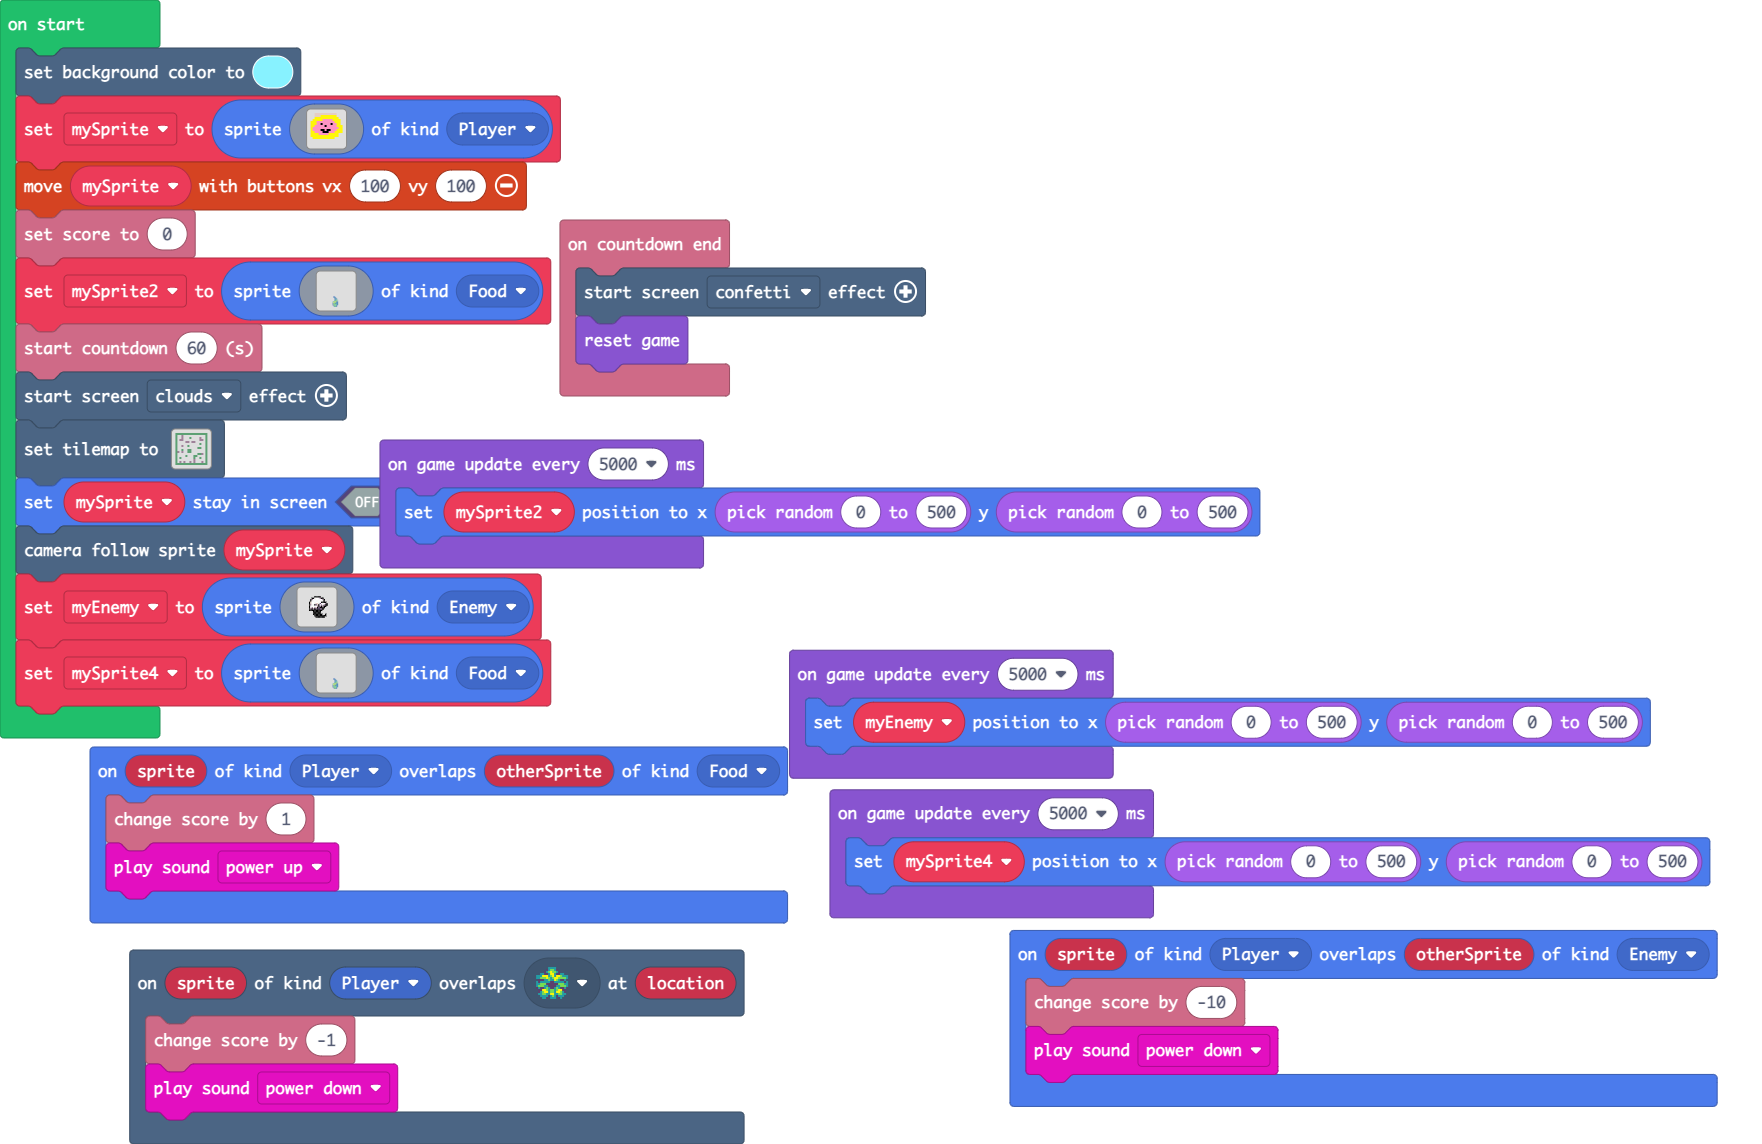 on start
set background color to
set mySprite to sprite of kind Player
move mySprite with buttons vx 100 vy 100
set score to 0
set mySprite2 to sprite of kind Food
start countdown 60 (s)
start screen clouds effect
set tilemap to
set mySprite stay in screen OFF
camera follow sprite mySprite
set myEnemy to sprite of kind Enemy
set mySprite4 to sprite of kind Food
on countdown end
start screen confetti effect
reset game
on game update every 5000 ms
set mySprite2 position to x pick random 0 to 500 y pick random 0 to 500
on game update every 5000 ms
set myEnemy position to x pick random 0 to 500 y pick random 0 to 500
on sprite of kind Player overlaps otherSprite of kind Food
change score by 1
play sound power up
on game update every 5000 ms
set mySprite4 position to x pick random 0 to 500 y pick random 0 to 500
on sprite of kind Player overlaps at location
change score by -1
play sound power down
on sprite of kind Player overlaps otherSprite of kind Enemy
change score by -10
play sound power down